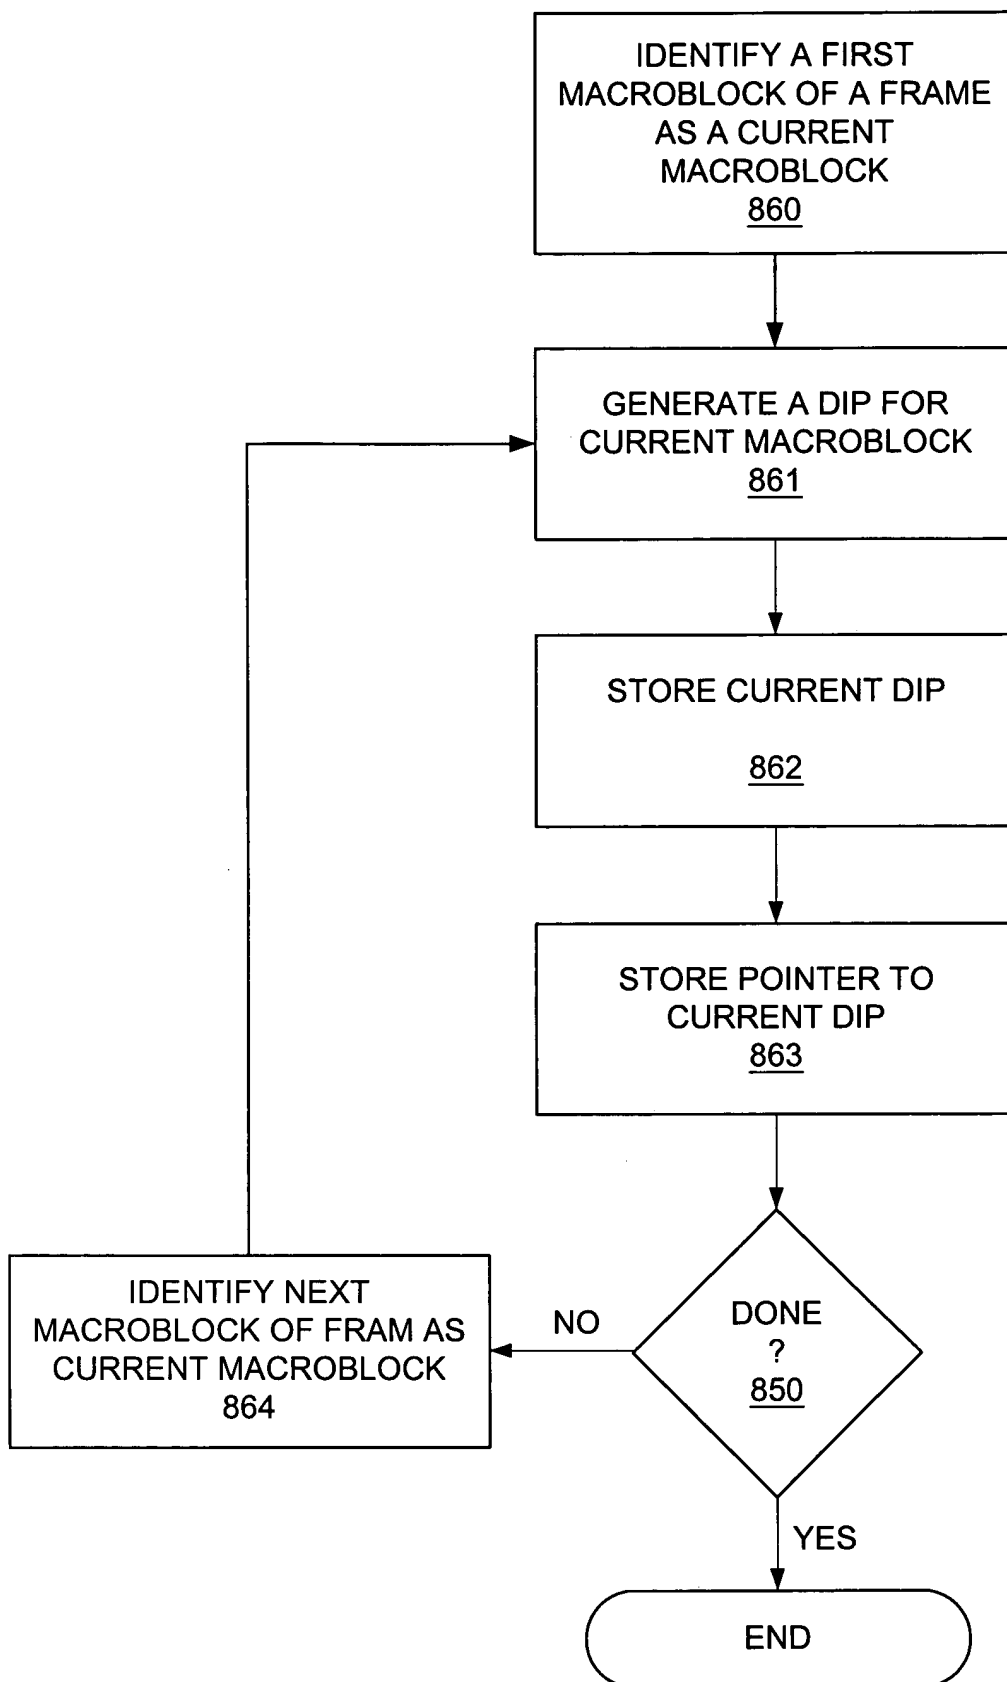 IDENTIFY A FIRST
MACROBLOCK OF A FRAME
AS A CURRENT
MACROBLOCK
860
GENERATE A DIP FOR
CURRENT MACROBLOCK
861
STORE CURRENT DIP
862
STORE POINTER TO
CURRENT DIP
863
DONE
?
850
NO
IDENTIFY NEXT
MACROBLOCK OF FRAM AS
CURRENT MACROBLOCK
864
YES
END